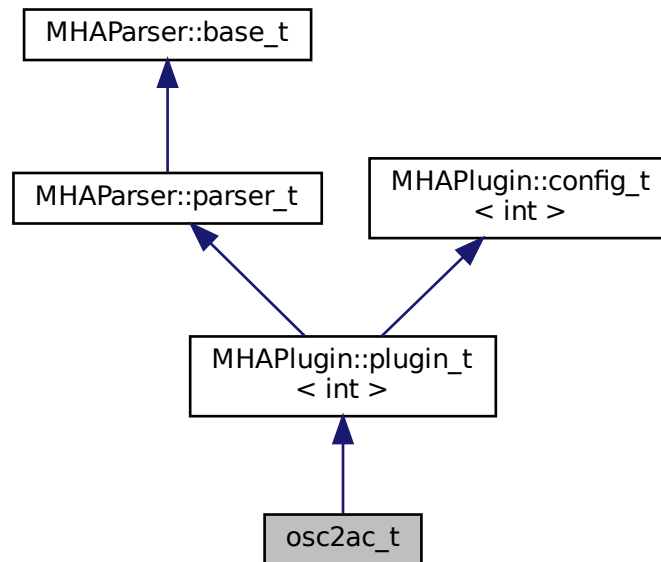 MHAParser::base_t
MHAParser::parser_t
MHAPlugin::config_t
< int >
MHAPlugin::plugin_t
< int >
osc2ac_t